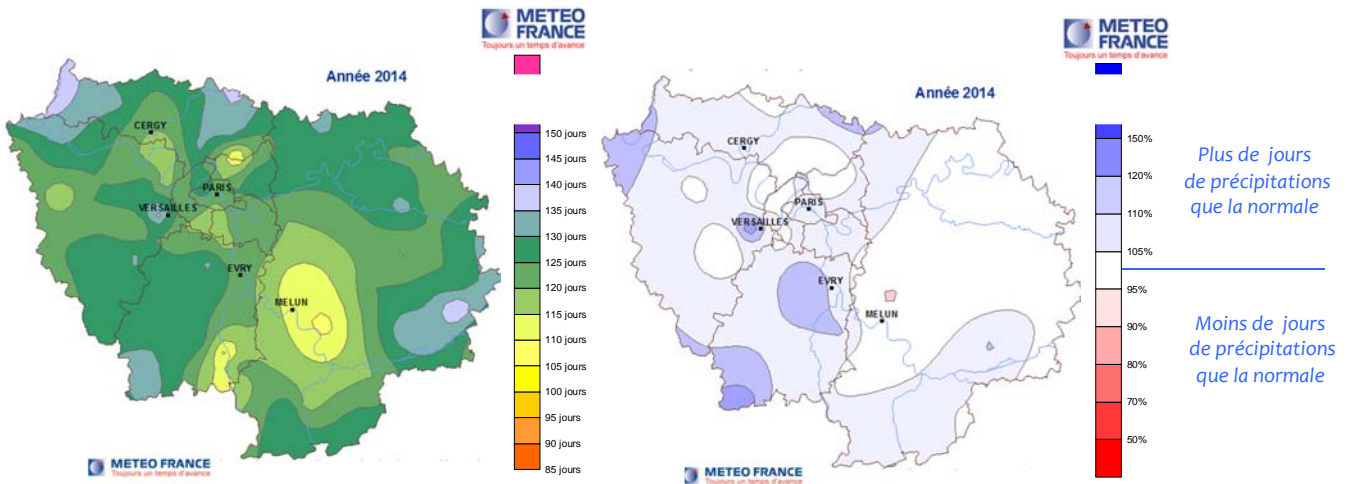 METEO
FRANCE
Toujours un temps d'avance
Année 2014
CERGY
PARIS
VERSAILLES
EVRY
MELUN
150 jours
145 jours
140 jours
135 jours
130 jours
125 jours
120 jours
115 jours
110 jours
105 jours
100 jours
95 jours
90 jours
85 jours
METEO FRANCE
Toujours un temps d'avance
METEO
FRANCE
Toujours un temps d'avance
Année 2014
CERGY
PARIS
VERSAILLES
EVRY
MELUN
150%
120%
110%
105%
95%
90%
80%
70%
50%
Plus de jours
de précipitations
que la normale
Moins de jours
de précipitations
que la normale
METEO FRANCE
Toujours un temps d'avance